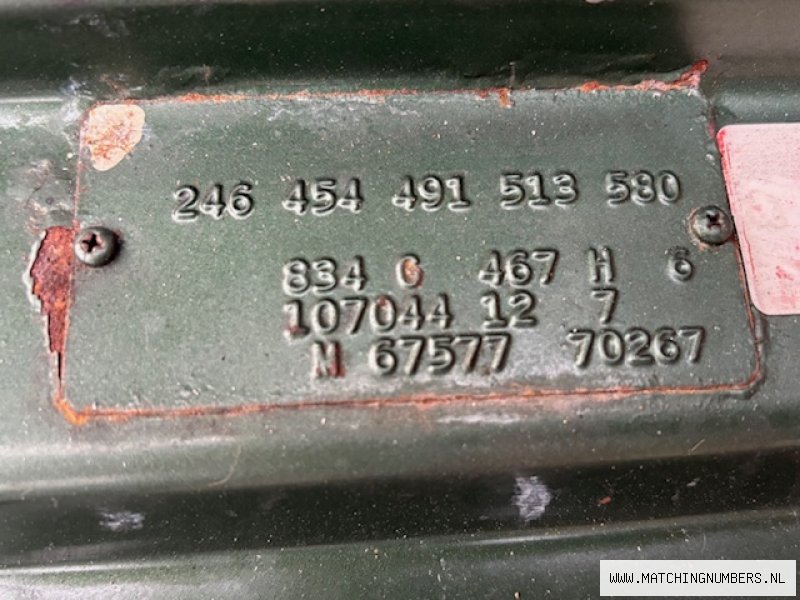 246 454 491 513 580
834 G 467 H 6
107044 12 7
M 67577 70267
WWW.MATCHINGNUMBERS.NL